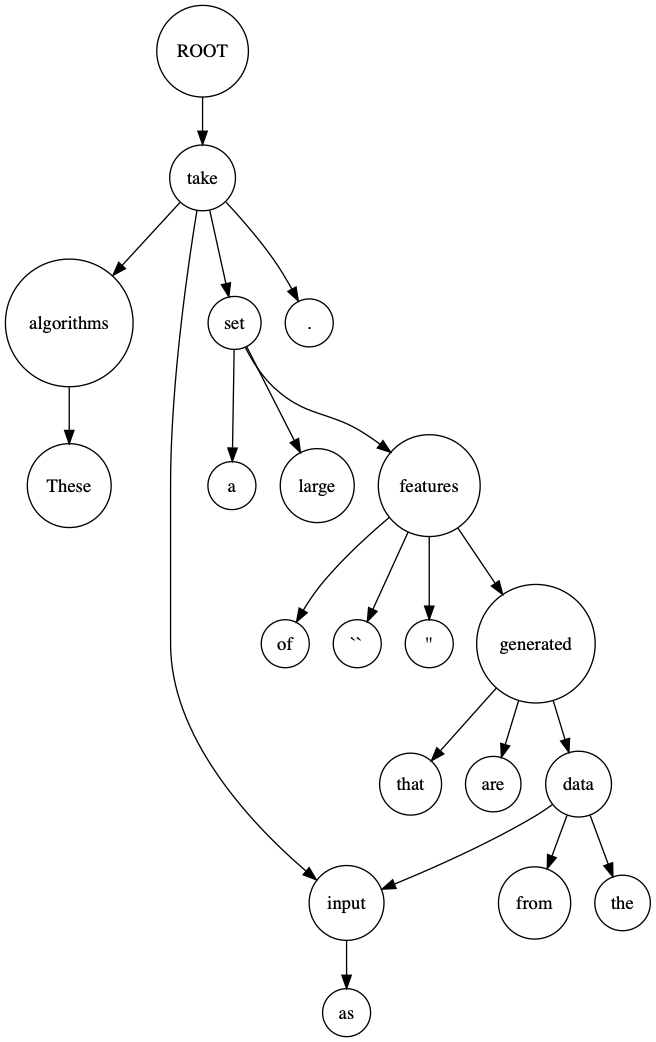 ROOT
take
algorithms
set
.
These
a
large
features
of
``
"
generated
that
are
data
input
from
the
as